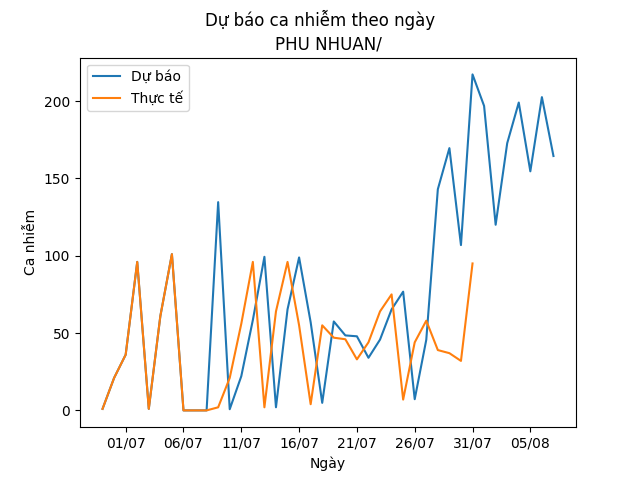 Dự báo ca nhiễm theo ngày
PHU NHUAN/
Dự báo
Thực tế
Ca nhiễm
200
150
100
50
0
01/07 06/07 11/07 16/07 21/07 26/07 31/07 05/08
Ngày